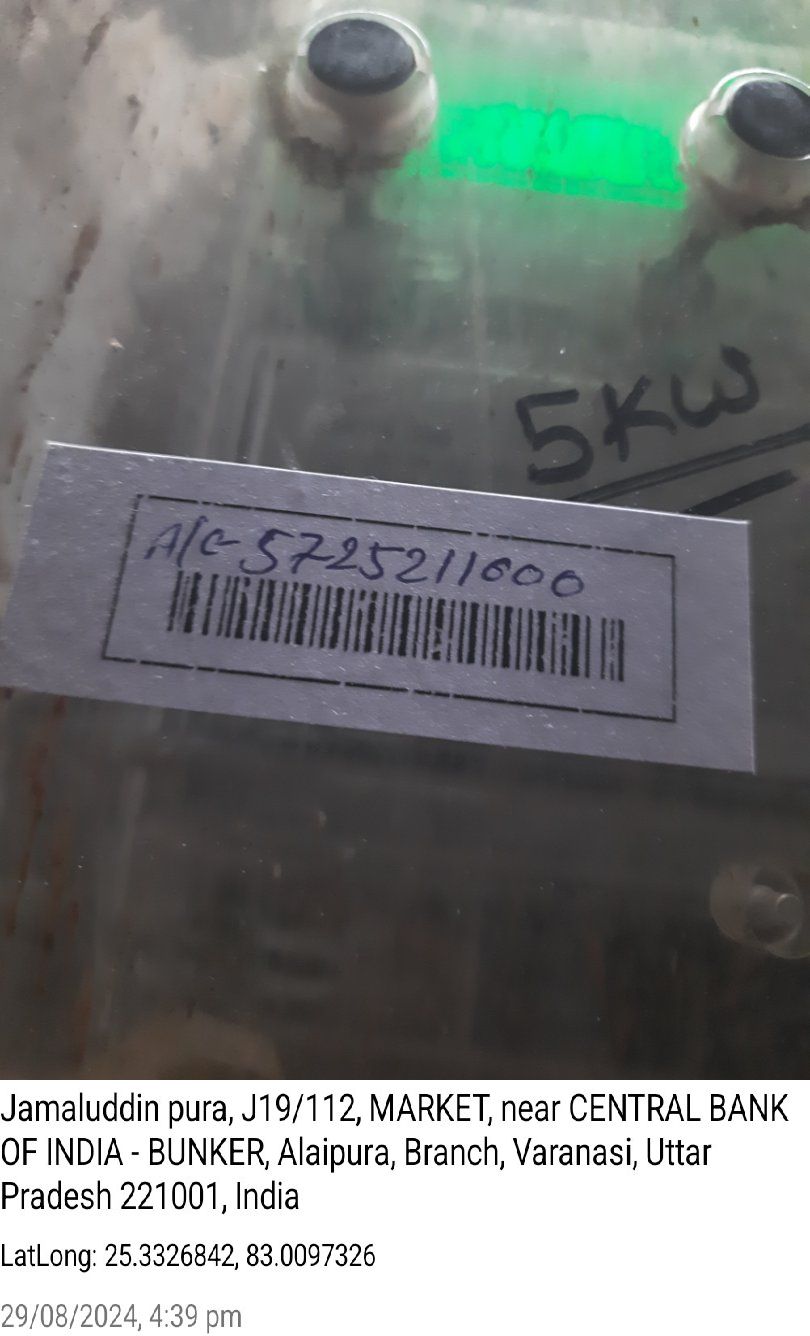 5KW
A/C-5725211000
Jamaluddin pura, J19/112, MARKET, near CENTRAL BANK
OF INDIA - BUNKER, Alaipura, Branch, Varanasi, Uttar
Pradesh 221001, India
LatLong: 25.3326842, 83.0097326
29/08/2024, 4:39 pm